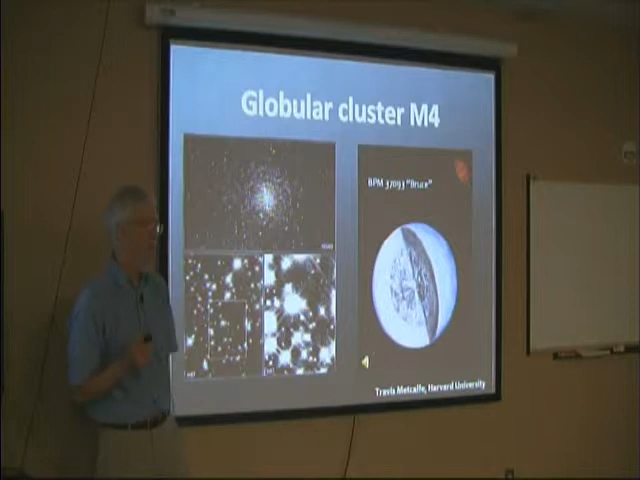 Globular cluster M4
BPM 37093 "Bruce"
Travis Metcalfe, Harvard University